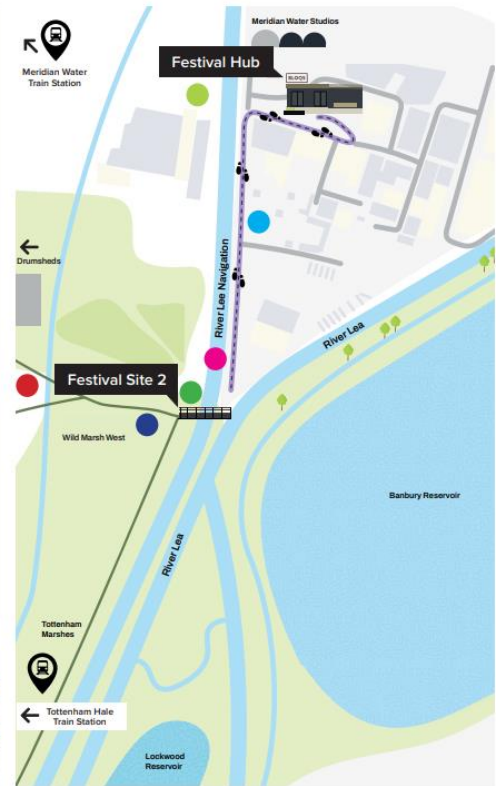 Meridian Water Studios
Festival Hub
BLOQS
Meridian Water
Train Station
Drumsheds
River Lee Navigation
River Lea
Festival Site 2
Wild Marsh West
Banbury Reservoir
River Lea
Tottenham
Marshes
Tottenham Hale
Train Station
Lockwood
Reservoir